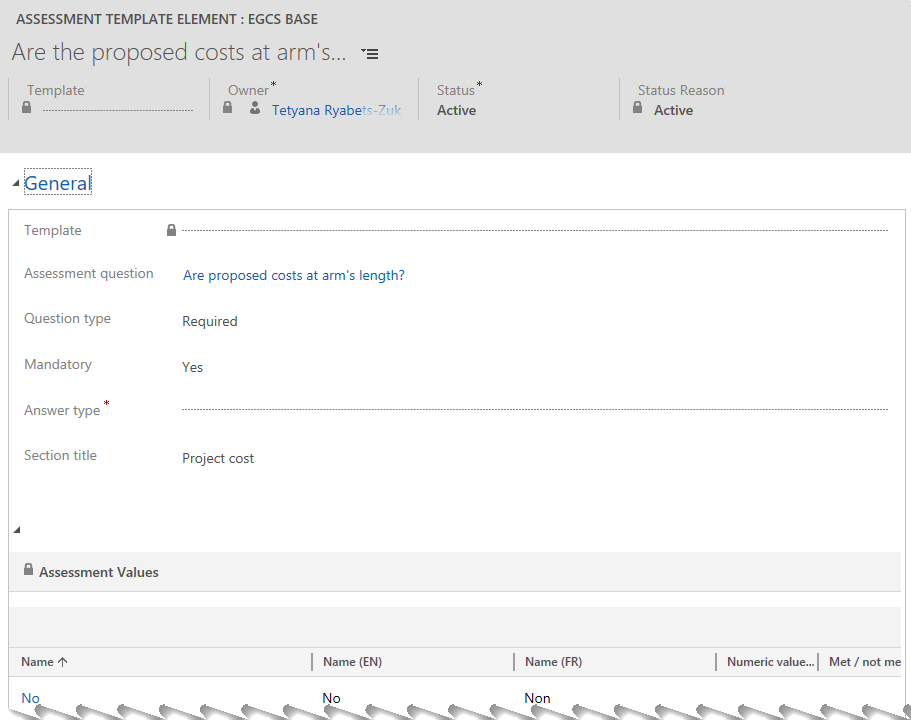 ASSESSMENT TEMPLATE ELEMENT : EGCS BASE
Are the proposed costs at arm's...
Template Owner* Status* Status Reason
Tetyana Ryabets-Zuk Active Active
General
Template
Assessment question Are proposed costs at arm's length?
Question type Required
Mandatory Yes
Answer type *
Section title Project cost
Assessment Values
Name Name (EN) Name (FR) Numeric value... Met / not me
No No Non